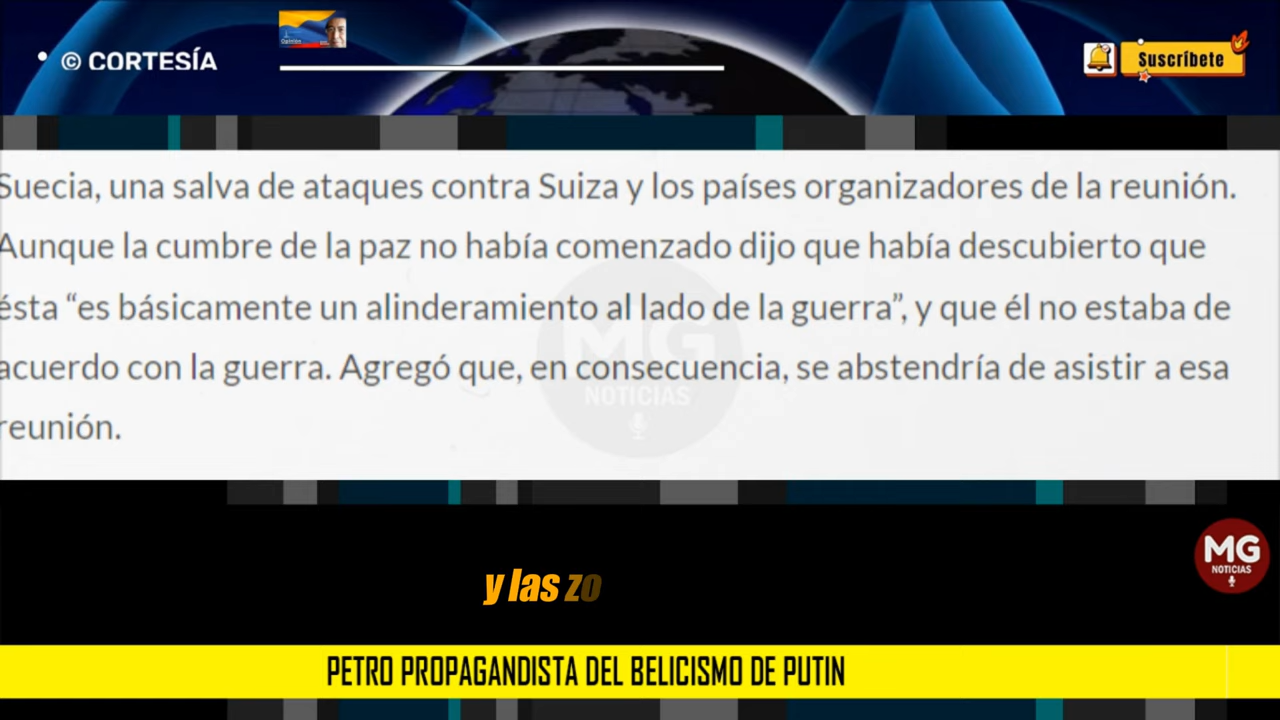 © CORTESÍA
Opinión
Suscríbete
Suecia, una salva de ataques contra Suiza y los países organizadores de la reunión.
Aunque la cumbre de la paz no había comenzado dijo que había descubierto que
ésta “es básicamente un alinderamiento al lado de la guerra”, y que él no estaba de
acuerdo con la guerra. Agregó que, en consecuencia, se abstendría de asistir a esa
reunión.
MG
NOTICIAS
MG
NOTICIAS
y las zo
PETRO PROPAGANDISTA DEL BELICISMO DE PUTIN